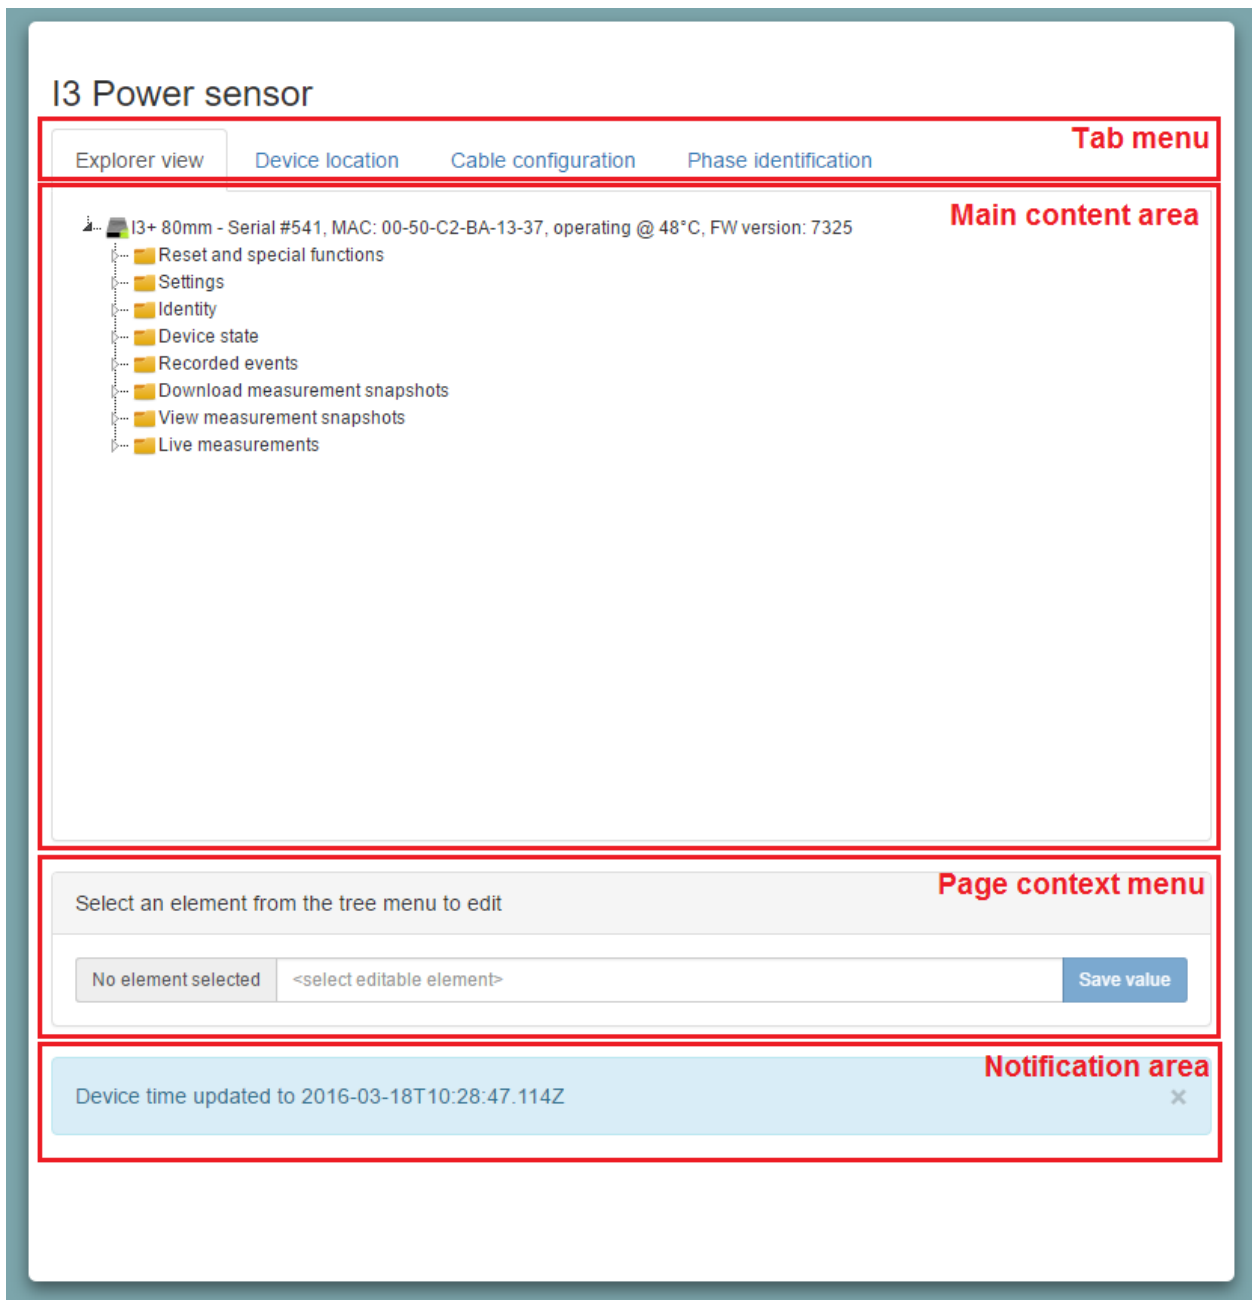 I3 Power sensor
Tab menu
Explorer view Device location Cable configuration Phase identification
Main content area
I3+ 80mm - Serial #541, MAC: 00-50-C2-BA-13-37, operating @ 48°C, FW version: 7325
Reset and special functions
Settings
Identity
Device state
Recorded events
Download measurement snapshots
View measurement snapshots
Live measurements
Page context menu
Select an element from the tree menu to edit
No element selected <select editable element> Save value
Notification area
Device time updated to 2016-03-18T10:28:47.114Z ×